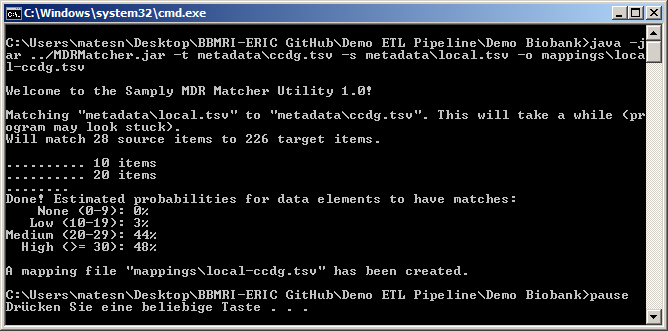 C:\Windows\system32\cmd.exe
C:\Users\matesn\Desktop\BBMRI-ERIC GitHub\Demo ETL Pipeline\Demo Biobank>java -j
ar ../MDRMatcher.jar -t metadata\ccdg.tsv -s metadata\local.tsv -o mappings\loca
l-ccdg.tsv
Welcome to the Samply MDR Matcher Utility 1.0!
Matching "metadata\local.tsv" to "metadata\ccdg.tsv". This will take a while (pr
ogram may look stuck).
Will match 28 source items to 226 target items.
.......... 10 items
.......... 20 items
........
Done! Estimated probabilities for data elements to have matches:
None (0-9): 0%
Low (10-19): 3%
Medium (20-29): 44%
High (>= 30): 48%
A mapping file "mappings\local-ccdg.tsv" has been created.
C:\Users\matesn\Desktop\BBMRI-ERIC GitHub\Demo ETL Pipeline\Demo Biobank>pause
Drücken Sie eine beliebige Taste . . .